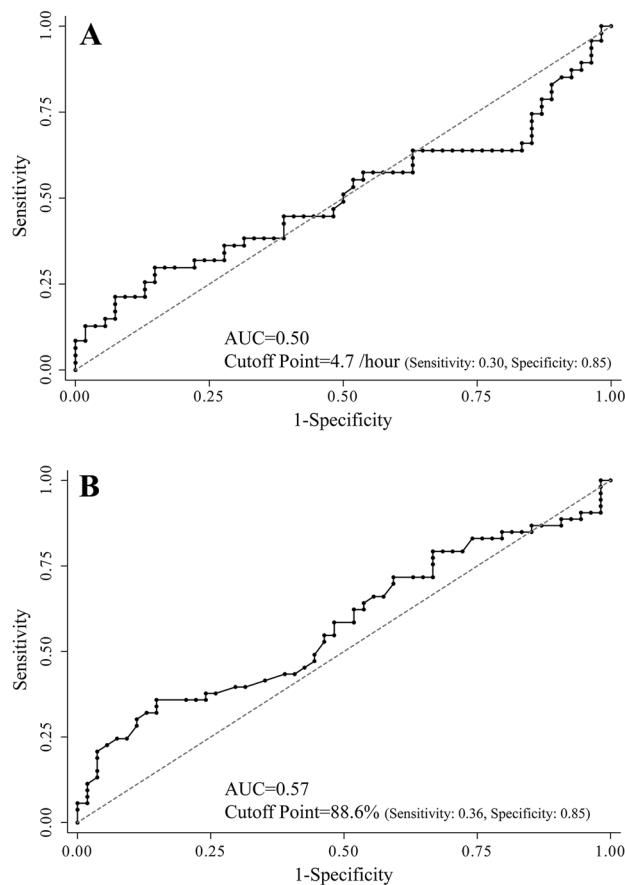 A
1.00
0.75
0.50
0.25
0.00
Sensitivity
AUC=0.50
Cutoff Point=4.7 /hour (Sensitivity: 0.30, Specificity: 0.85)
0.00 0.25 0.50 0.75 1.00
1-Specificity
B
1.00
0.75
0.50
0.25
0.00
Sensitivity
AUC=0.57
Cutoff Point=88.6% (Sensitivity: 0.36, Specificity: 0.85)
0.00 0.25 0.50 0.75 1.00
1-Specificity